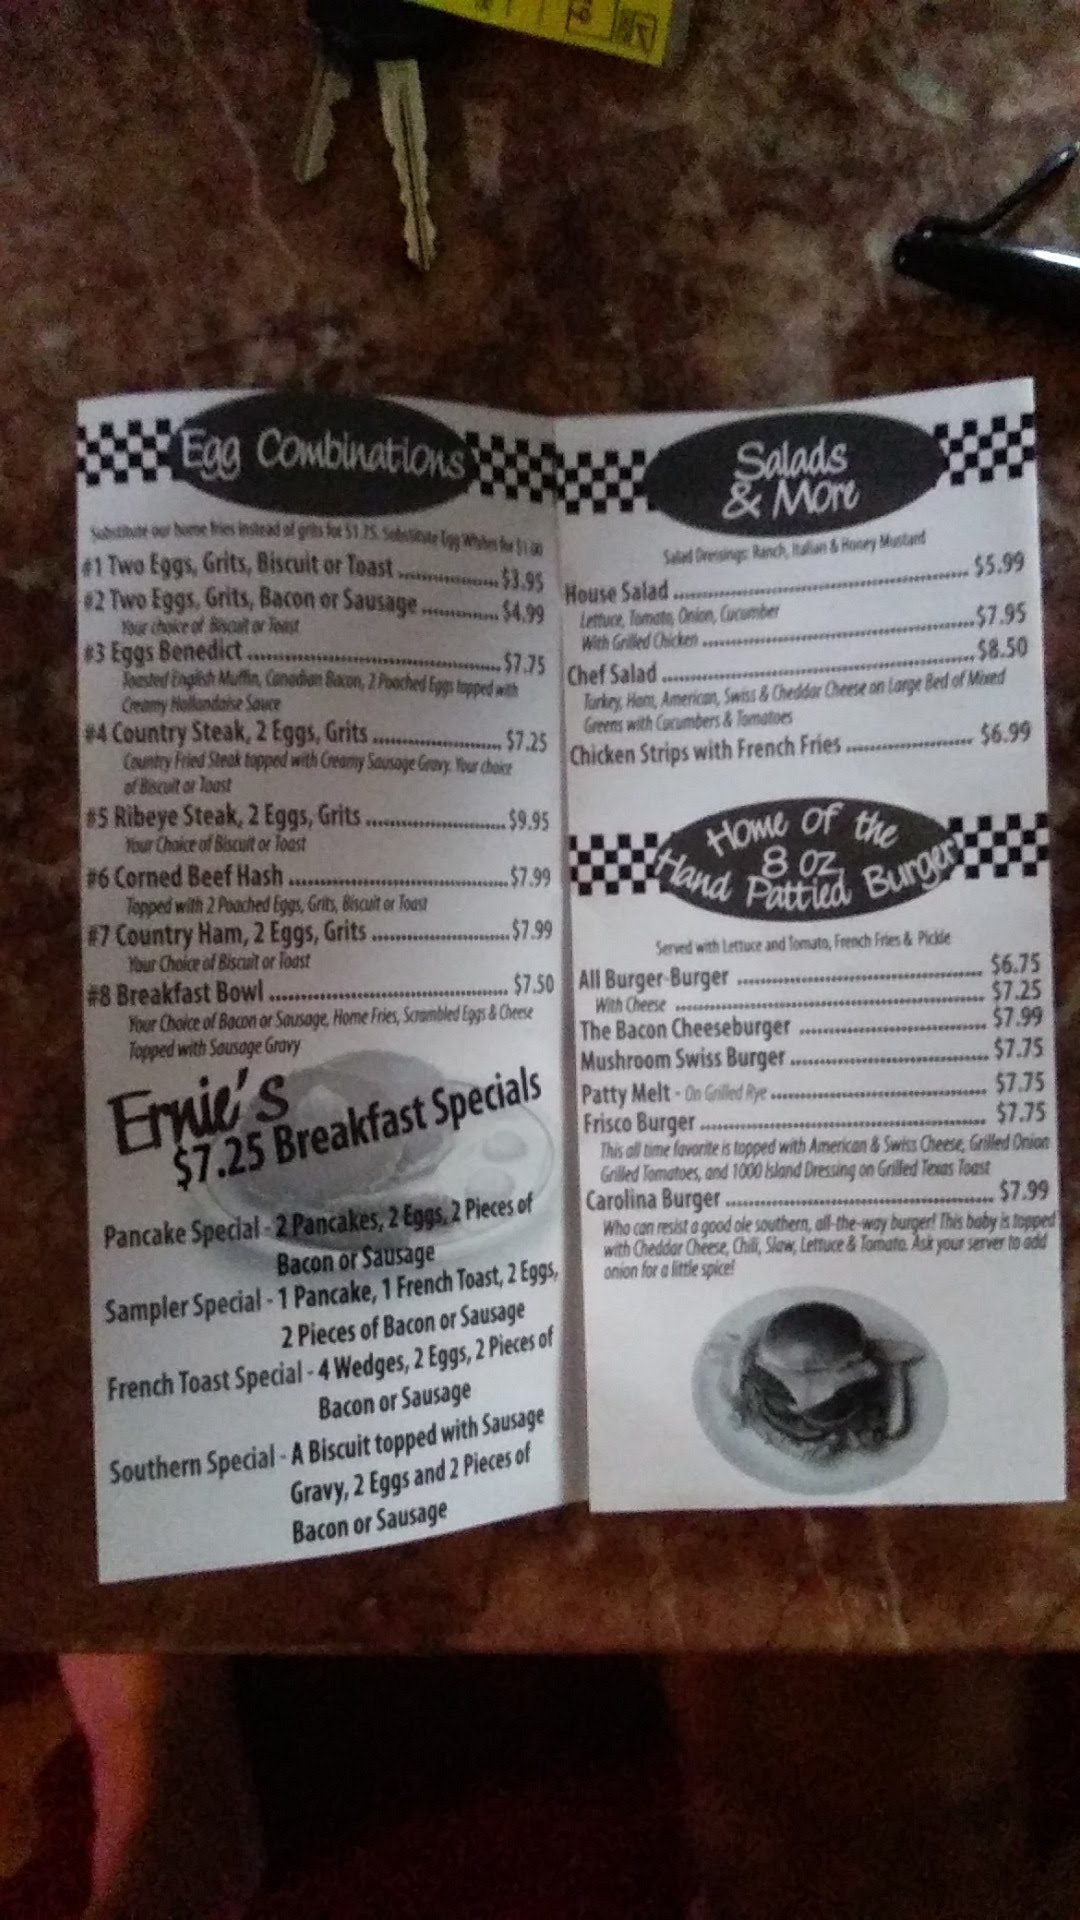 Egg Combinations
Substitute our home fries instead of grits for $1.75. Substitute Egg Whites for $1.00
#1 Two Eggs, Grits, Biscuit or Toast ................ $3.95
#2 Two Eggs, Grits, Bacon or Sausage ............ $4.99
Your choice of Biscuit or Toast
#3 Eggs Benedict ........................................ $7.75
Toasted English Muffin, Canadian Bacon, 2 Poached Eggs topped with
Creamy Hollandaise Sauce
#4 Country Steak, 2 Eggs, Grits .................... $7.25
Country Fried Steak topped with Creamy Sausage Gravy. Your choice
of Biscuit or Toast
#5 Ribeye Steak, 2 Eggs, Grits ...................... $9.95
Your Choice of Biscuit or Toast
#6 Corned Beef Hash .................................. $7.99
Topped with 2 Poached Eggs, Grits, Biscuit or Toast
#7 Country Ham, 2 Eggs, Grits ...................... $7.99
Your Choice of Biscuit or Toast
#8 Breakfast Bowl ...................................... $7.50
Your Choice of Bacon or Sausage, Home Fries, Scrambled Eggs & Cheese
Topped with Sausage Gravy
Ernie's
$7.25 Breakfast Specials
Pancake Special - 2 Pancakes, 2 Eggs, 2 Pieces of
Bacon or Sausage
Sampler Special - 1 Pancake, 1 French Toast, 2 Eggs,
2 Pieces of Bacon or Sausage
French Toast Special - 4 Wedges, 2 Eggs, 2 Pieces of
Bacon or Sausage
Southern Special - A Biscuit topped with Sausage
Gravy, 2 Eggs and 2 Pieces of
Bacon or Sausage
Salads
& More
Salad Dressings: Ranch, Italian & Honey Mustard
House Salad ................................................ $5.99
Lettuce, Tomato, Onion, Cucumber
With Grilled Chicken ........................................ $7.95
Chef Salad .................................................. $8.50
Turkey, Ham, American, Swiss & Cheddar Cheese on Large Bed of Mixed
Greens with Cucumbers & Tomatoes
Chicken Strips with French Fries .................... $6.99
Home Of the
8 oz
Hand Pattied Burger
Served with Lettuce and Tomato, French Fries & Pickle
All Burger-Burger ...................................... $6.75
With Cheese ................................................ $7.25
The Bacon Cheeseburger .............................. $7.99
Mushroom Swiss Burger ................................ $7.75
Patty Melt - On Grilled Rye .............................. $7.75
Frisco Burger .............................................. $7.75
This all time favorite is topped with American & Swiss Cheese, Grilled Onion
Grilled Tomatoes, and 1000 Island Dressing on Grilled Texas Toast
Carolina Burger .......................................... $7.99
Who can resist a good ole southern, all-the-way burger! This baby is topped
with Cheddar Cheese, Chili, Slaw, Lettuce & Tomato. Ask your server to add
onion for a little spice!